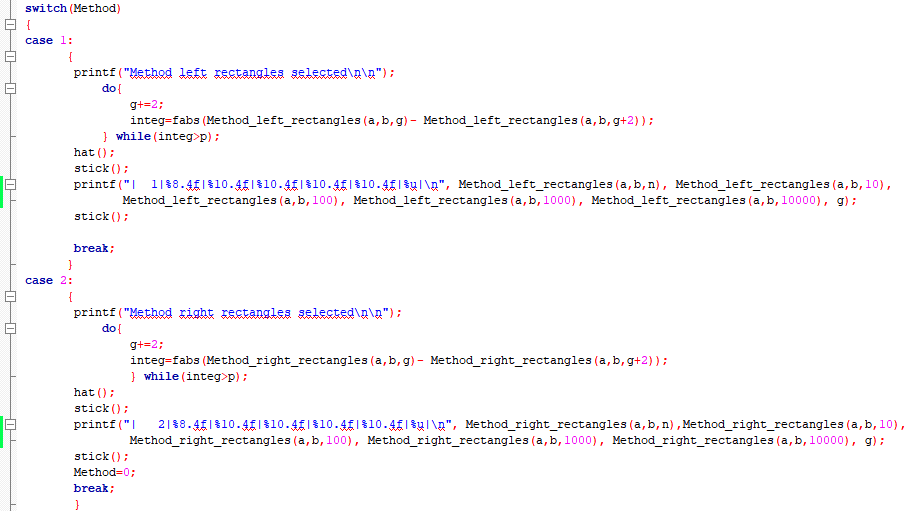 switch(Method)
{
case 1:
{
printf("Method left rectangles selected\n\n");
do{
g+=2;
integ=fabs(Method_left_rectangles(a,b,g)- Method_left_rectangles(a,b,g+2));
} while(integ>p);
hat();
stick();
printf("|  1|%8.4f|%10.4f|%10.4f|%10.4f|%10.4f|%u|\n", Method_left_rectangles(a,b,n), Method_left_rectangles(a,b,10),
Method_left_rectangles(a,b,100), Method_left_rectangles(a,b,1000), Method_left_rectangles(a,b,10000), g);
stick();
break;
}
case 2:
{
printf("Method right rectangles selected\n\n");
do{
g+=2;
integ=fabs(Method_right_rectangles(a,b,g)- Method_right_rectangles(a,b,g+2));
} while(integ>p);
hat();
stick();
printf("|   2|%8.4f|%10.4f|%10.4f|%10.4f|%10.4f|%u|\n", Method_right_rectangles(a,b,n),Method_right_rectangles(a,b,10),
Method_right_rectangles(a,b,100), Method_right_rectangles(a,b,1000), Method_right_rectangles(a,b,10000), g);
stick();
Method=0;
break;
}